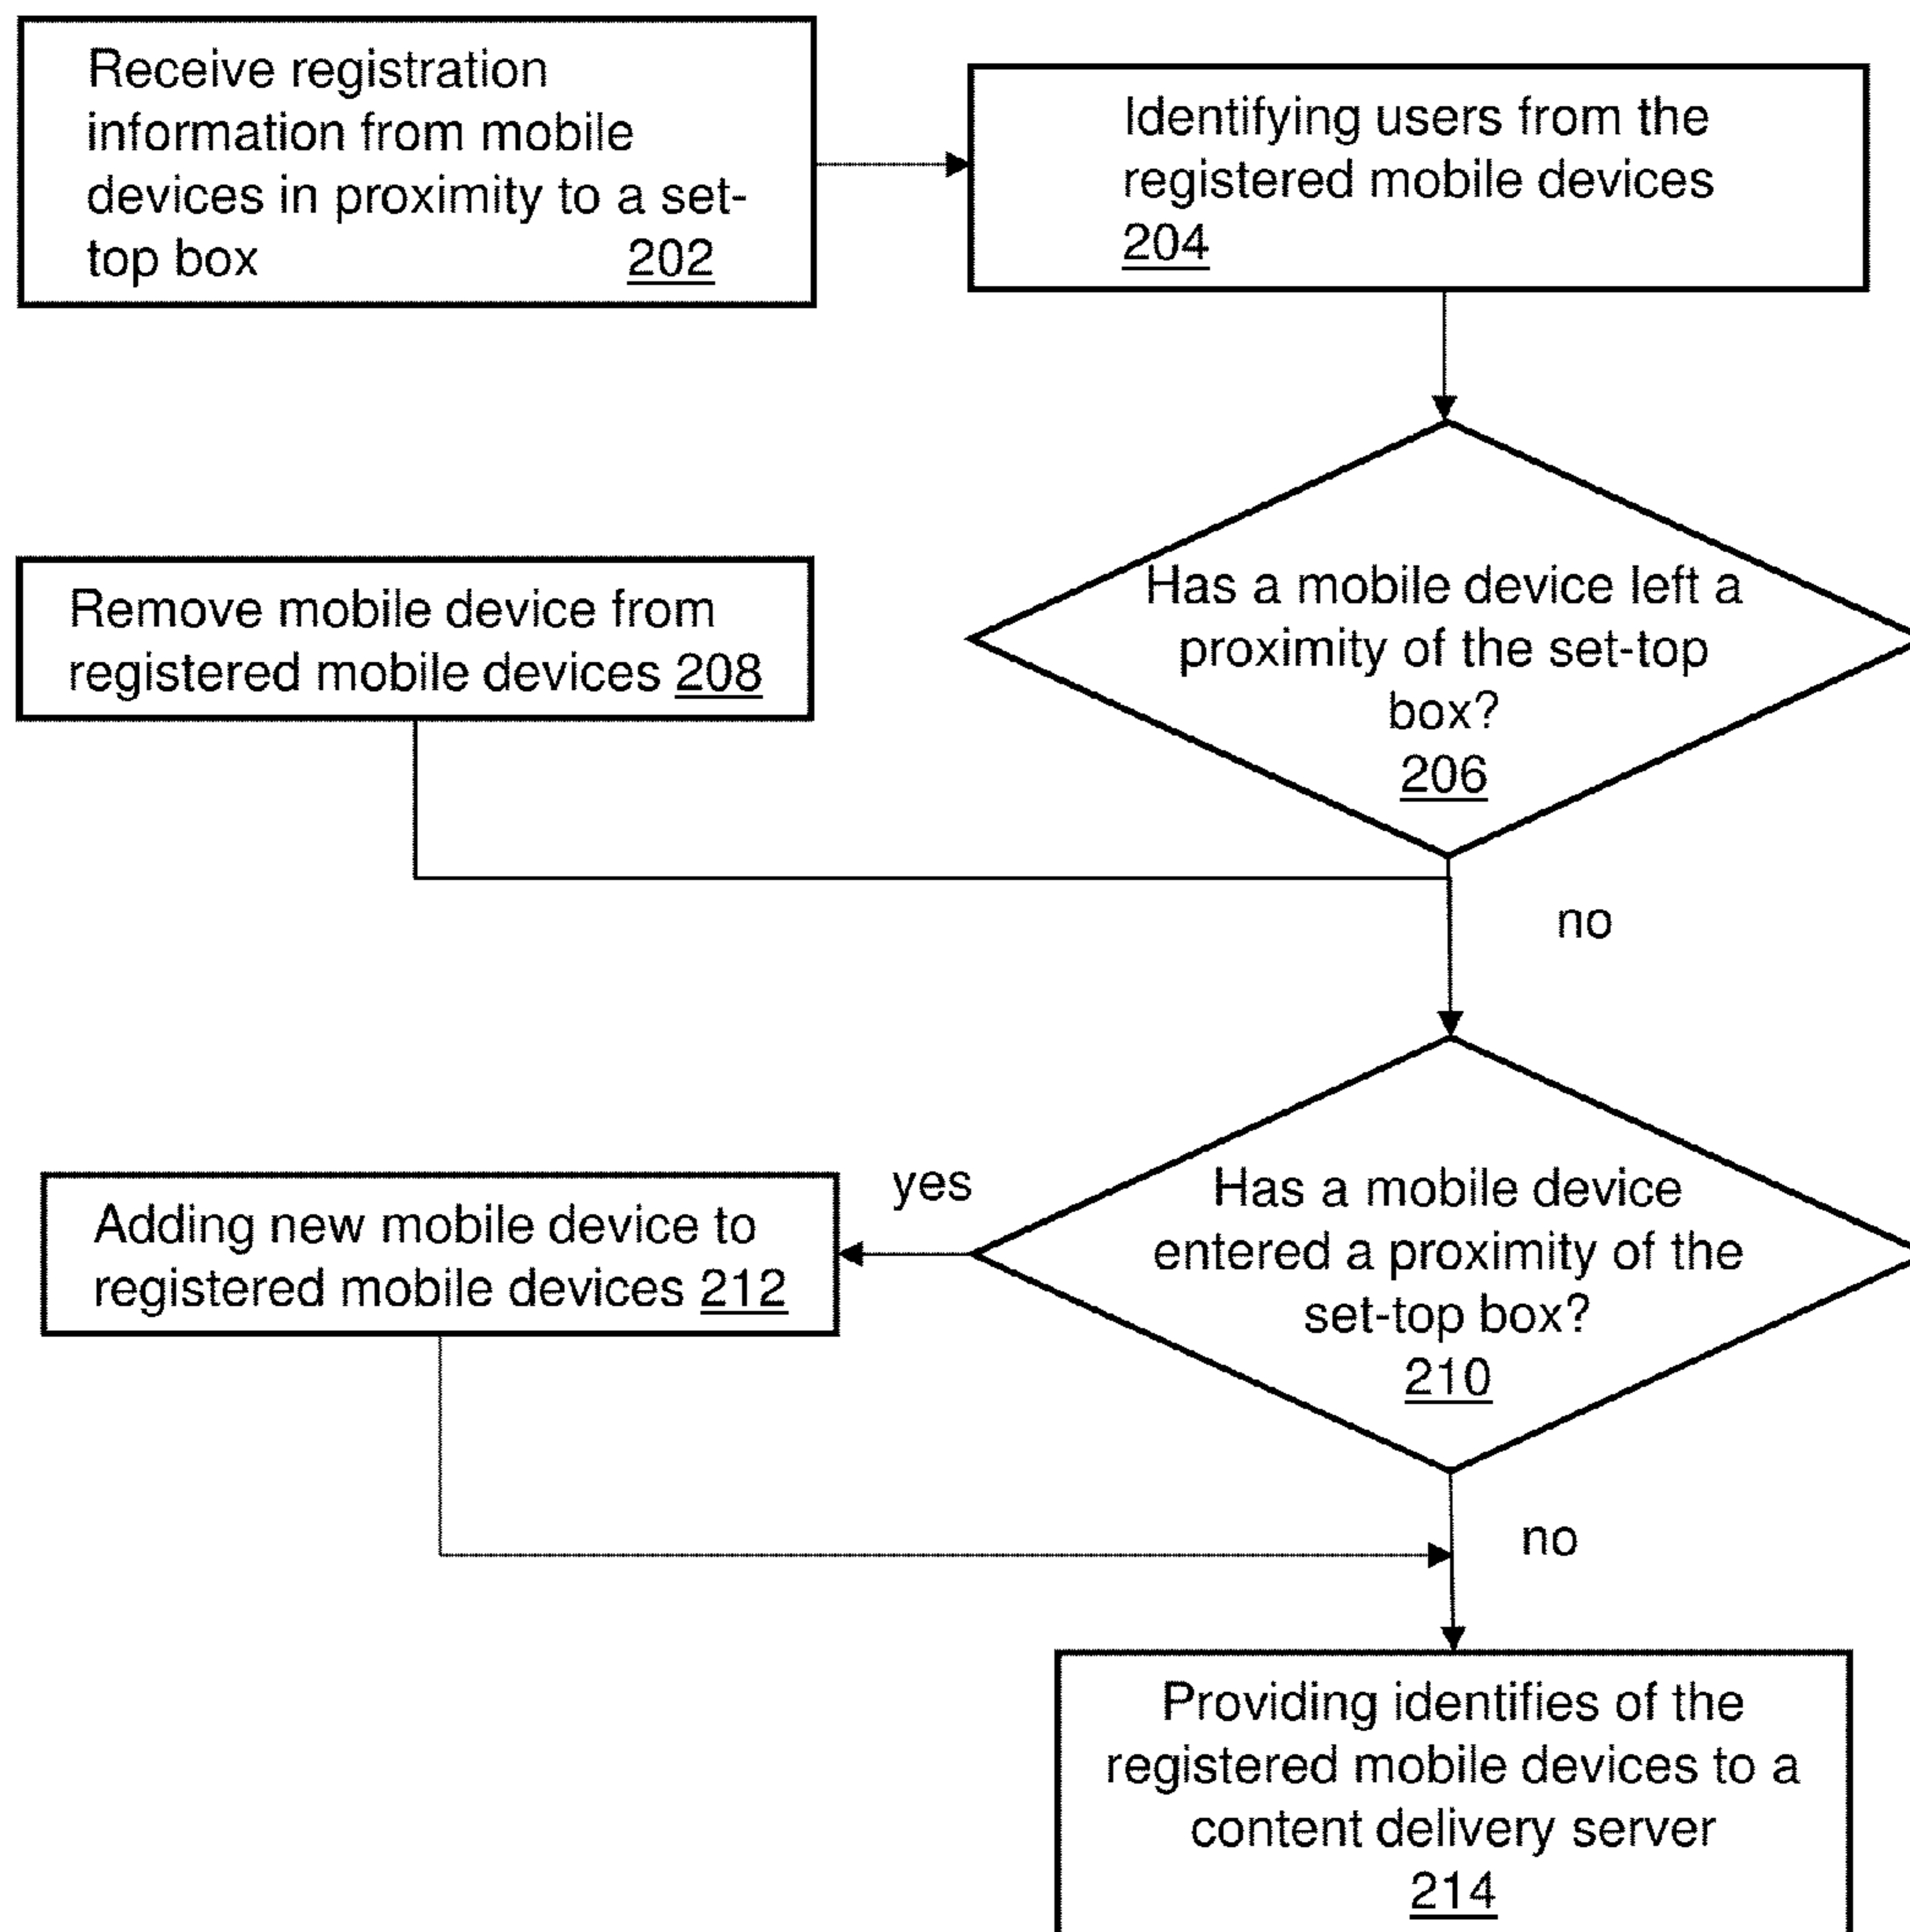 Receive registration
information from mobile
devices in proximity to a set-
top box 202
Identifying users from the
registered mobile devices
204
Has a mobile device left a
proximity of the set-top
box?
206
Remove mobile device from
registered mobile devices 208
no
Has a mobile device
entered a proximity of the
set-top box?
210
yes
Adding new mobile device to
registered mobile devices 212
no
Providing identifies of the
registered mobile devices to a
content delivery server
214